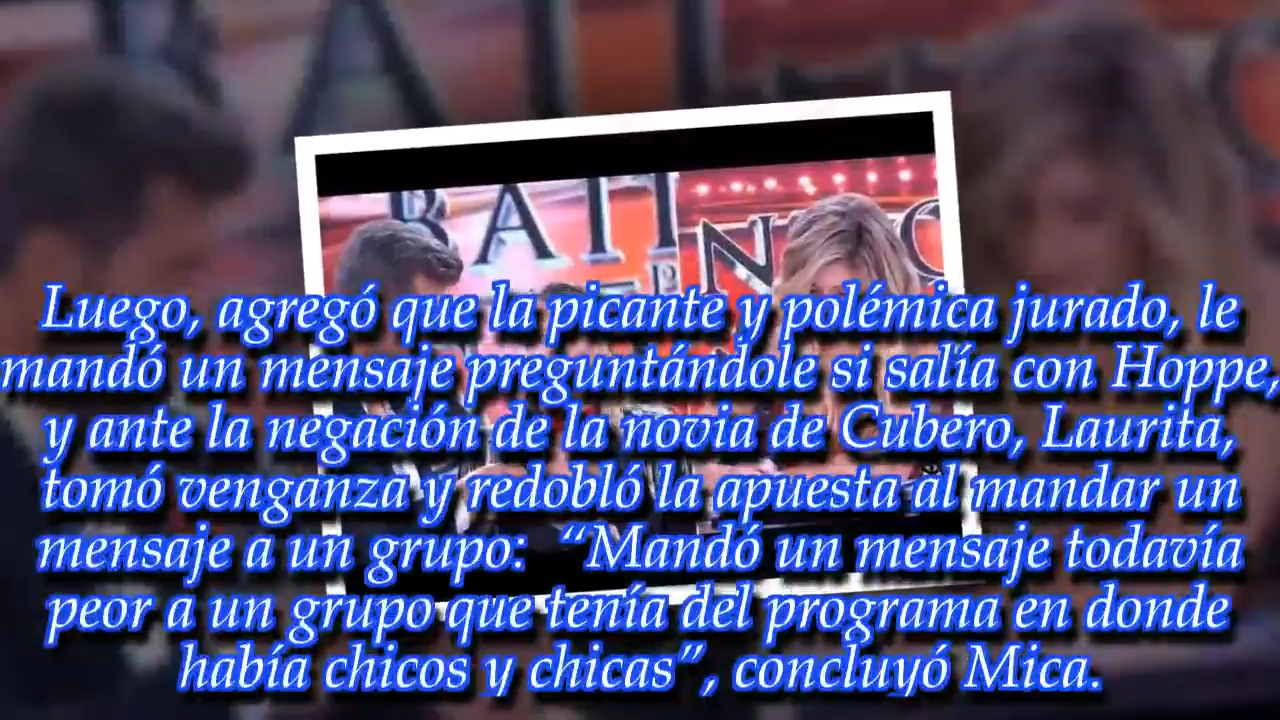 BATI
NTO
Luego, agregó que la picante y polémica jurado, le
mandó un mensaje preguntándole si salía con Hoppe,
y ante la negación de la novia de Cubero, Laurita,
tomó venganza y redobló la apuesta al mandar un
mensaje a un grupo: “Mandó un mensaje todavía
peor a un grupo que tenía del programa en donde
había chicos y chicas”, concluyó Mica.